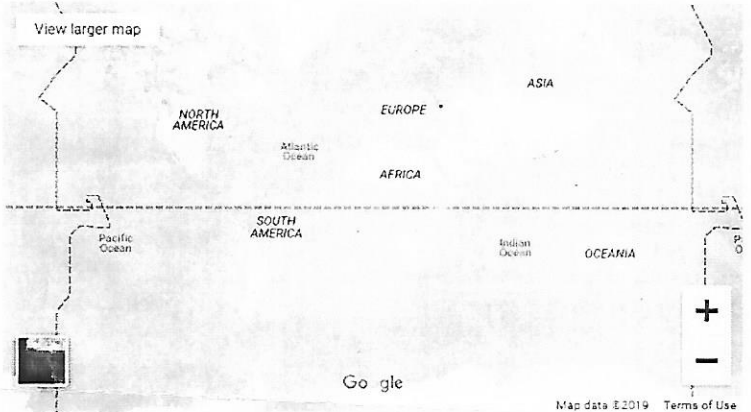 View larger map
ASIA
EUROPE
NORTH
AMERICA
Atlantic
Ocean
AFRICA
SOUTH
AMERICA
Pacific
Ocean
Indian
Ocean
OCEANIA
P
O
+
−
Go gle
Map data ©2019 Terms of Use